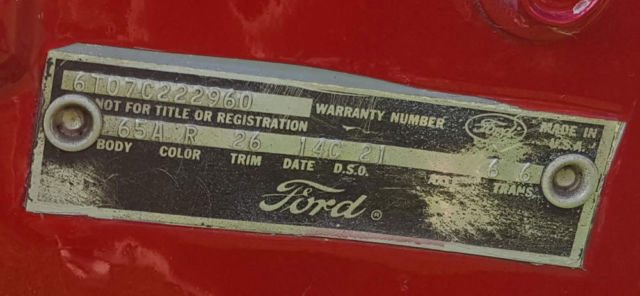 6T07C222960 WARRANTY NUMBER Ford MADE IN
NOT FOR TITLE OR REGISTRATION U.S.A.
65A R 26 14C 21 6
BODY COLOR TRIM DATE D.S.O. TRANS.
Ford ®